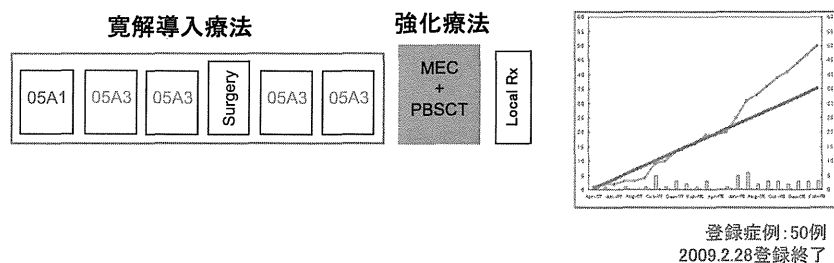 寛解導入療法
強化療法
05A1
05A3
05A3
Surgery
05A3
05A3
MEC
+
PBSCT
Local Rx
登録症例:50例
2009.2.28登録終了